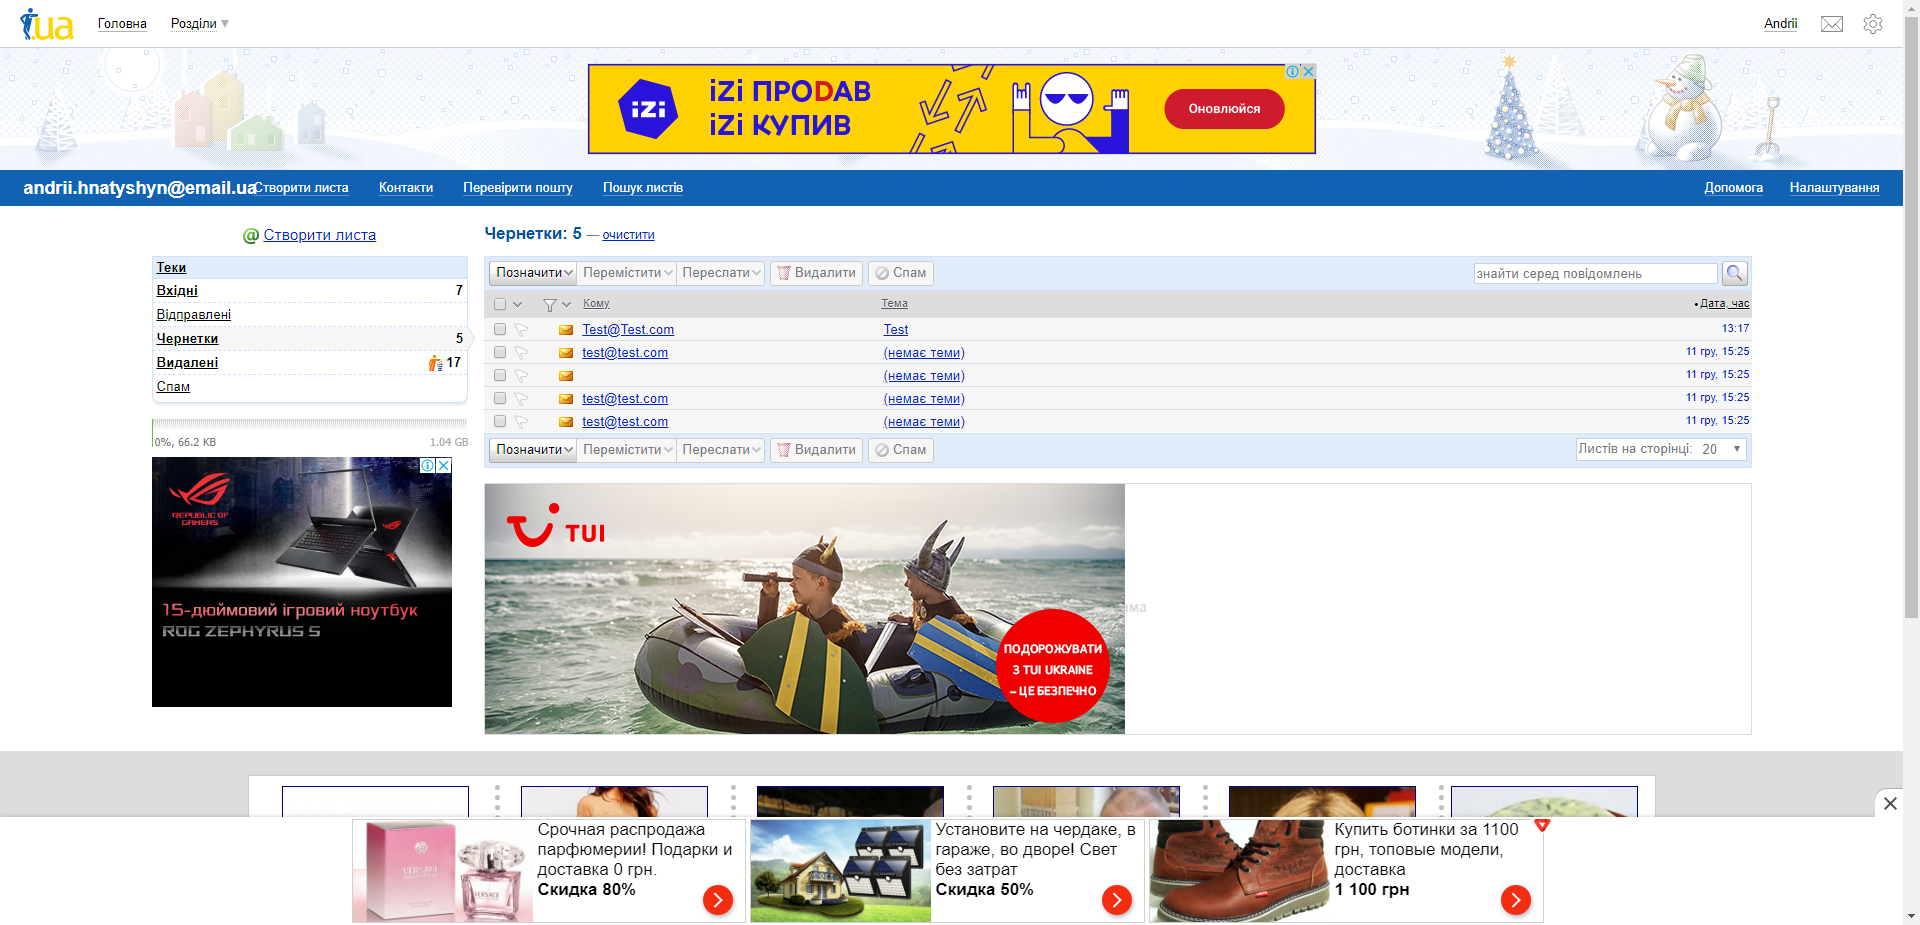 .ua
Головна
Розділи
Andrii
iZi
iZi ПРОDАВ
iZi КУПИВ
Оновлюйся
andrii.hnatyshyn@email.ua
Створити листа
Контакти
Перевірити пошту
Пошук листів
Допомога
Налаштування
@ Створити листа
Теки
Вхідні 7
Відправлені
Чернетки 5
Видалені 17
Спам
0%, 66.2 KB
1.04 GB
REPUBLIC OF
GAMERS
15-дюймовий ігровий ноутбук
ROG ZEPHYRUS S
Чернетки: 5 — очистити
Позначити Перемістити Переслати Видалити Спам
знайти серед повідомлень
Кому Тема • Дата, час
Test@Test.com Test 13:17
test@test.com (немає теми) 11 гру, 15:25
(немає теми) 11 гру, 15:25
test@test.com (немає теми) 11 гру, 15:25
test@test.com (немає теми) 11 гру, 15:25
Позначити Перемістити Переслати Видалити Спам
Листів на сторінці: 20
TUI
ПОДОРОЖУВАТИ
З TUI UKRAINE
– ЦЕ БЕЗПЕЧНО
VERSACE
VERSACE
Срочная распродажа
парфюмерии! Подарки и
доставка 0 грн.
Скидка 80%
Установите на чердаке, в
гараже, во дворе! Свет
без затрат
Скидка 50%
Купить ботинки за 1100
грн, топовые модели,
доставка
1 100 грн